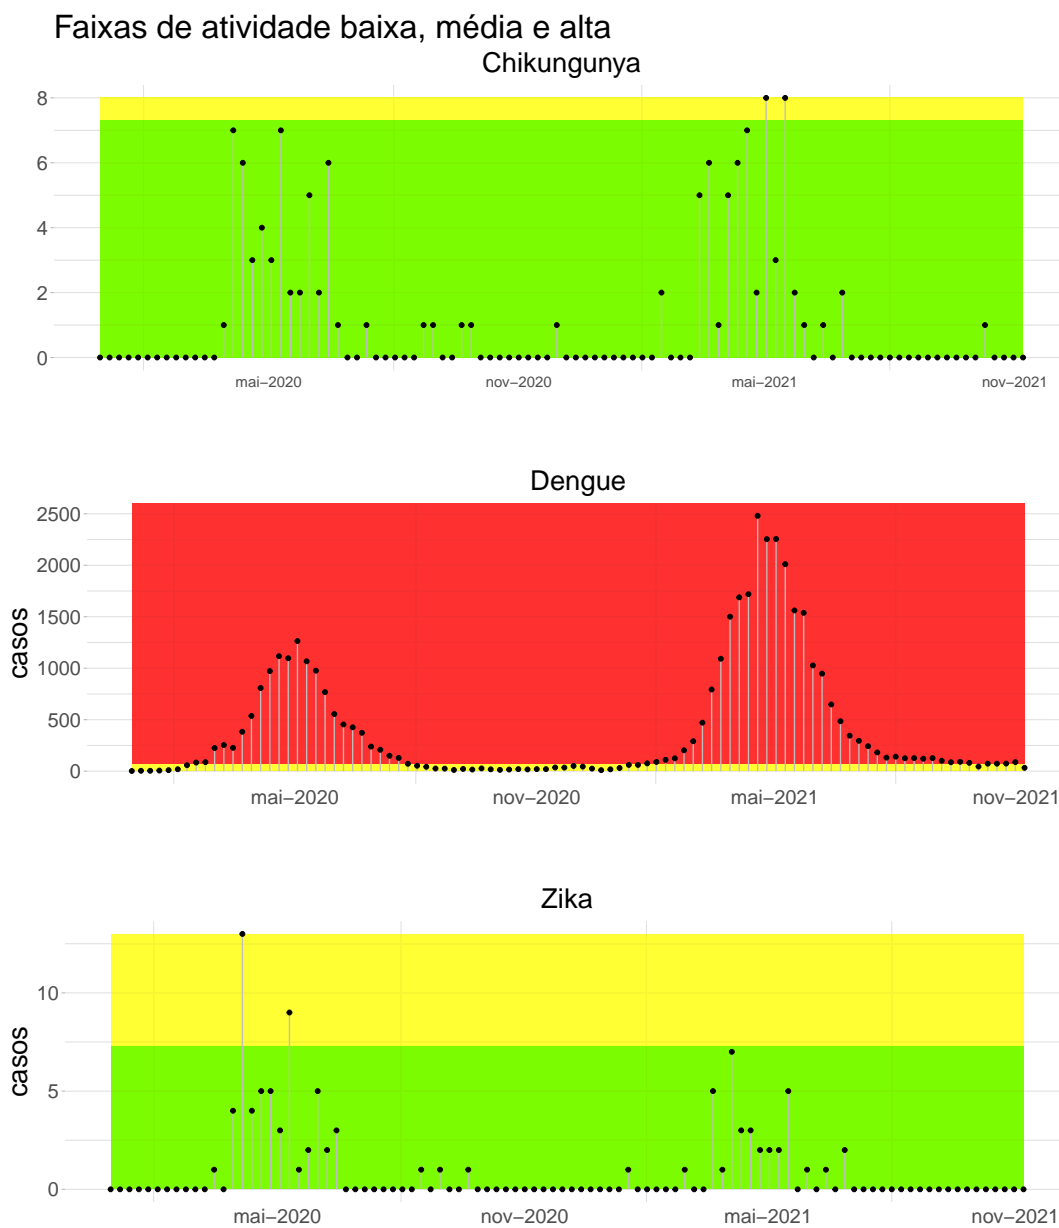 Faixas de atividade baixa, média e alta
Chikungunya
8
6
4
2
0
mai−2020 nov−2020 mai−2021 nov−2021
Dengue
casos
2500
2000
1500
1000
500
0
mai−2020 nov−2020 mai−2021 nov−2021
Zika
casos
10
5
0
mai−2020 nov−2020 mai−2021 nov−2021